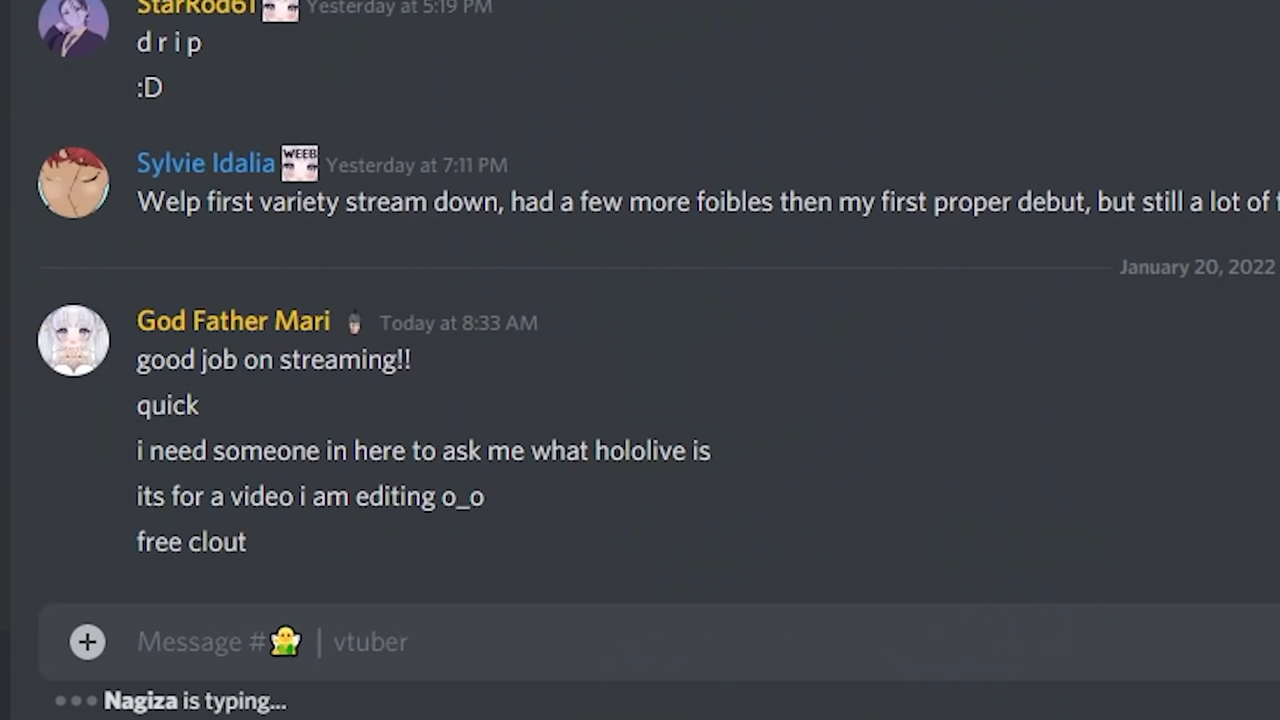 StarRod61 Yesterday at 5:19 PM
d r i p
:D
Sylvie Idalia WEEB Yesterday at 7:11 PM
Welp first variety stream down, had a few more foibles then my first proper debut, but still a lot of
January 20, 2022
God Father Mari Today at 8:33 AM
good job on streaming!!
quick
i need someone in here to ask me what hololive is
its for a video i am editing o_o
free clout
Message # | vtuber
Nagiza is typing...